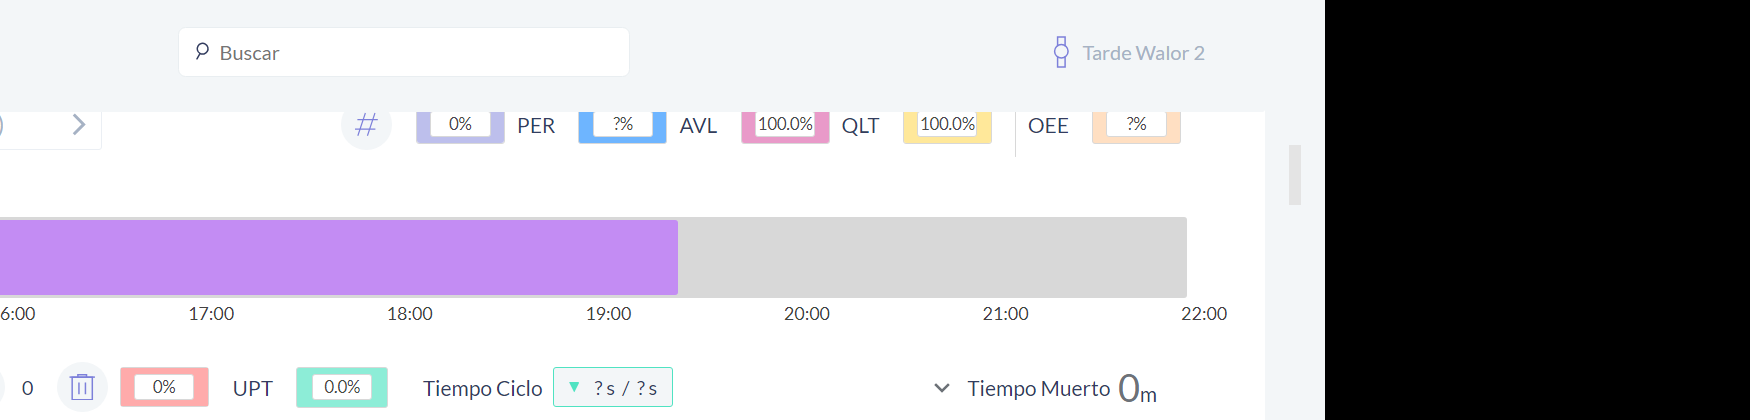 Buscar Tarde Walor 2
0% PER ?% AVL 100.0% QLT 100.0% OEE ?%
6:00 17:00 18:00 19:00 20:00 21:00 22:00
0 0% UPT 0.0% Tiempo Ciclo ▼ ?s / ?s Tiempo Muerto 0m